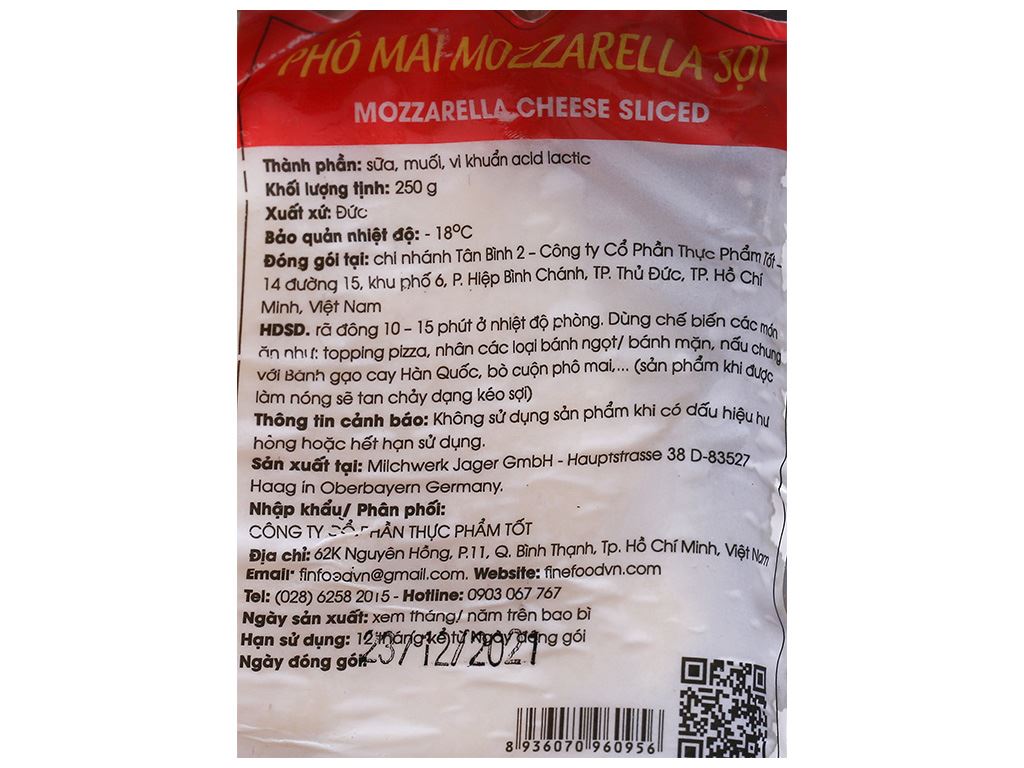 PHÔ MAI MOZZARELLA SỢI
MOZZARELLA CHEESE SLICED
Thành phần: sữa, muối, vi khuẩn acid lactic
Khối lượng tịnh: 250 g
Xuất xứ: Đức
Bảo quản nhiệt độ: - 18°C
Đóng gói tại: chi nhánh Tân Bình 2 – Công ty Cổ Phần Thực Phẩm Tốt –
14 đường 15, khu phố 6, P. Hiệp Bình Chánh, TP. Thủ Đức, TP. Hồ Chí
Minh, Việt Nam
HDSD. rã đông 10 – 15 phút ở nhiệt độ phòng. Dùng chế biến các món
ăn như: topping pizza, nhân các loại bánh ngọt/ bánh mặn, nấu chung
với Bánh gạo cay Hàn Quốc, bò cuộn phô mai,... (sản phẩm khi được
làm nóng sẽ tan chảy dạng kéo sợi)
Thông tin cảnh báo: Không sử dụng sản phẩm khi có dấu hiệu hư
hỏng hoặc hết hạn sử dụng.
Sản xuất tại: Milchwerk Jager GmbH - Hauptstrasse 38 D-83527
Haag in Oberbayern Germany.
Nhập khẩu/ Phân phối:
CÔNG TY CỔ PHẦN THỰC PHẨM TỐT
Địa chỉ: 62K Nguyên Hồng, P.11, Q. Bình Thạnh, Tp. Hồ Chí Minh, Việt Nam
Email: finfoodvn@gmail.com. Website: finefoodvn.com
Tel: (028) 6258 2015 - Hotline: 0903 067 767
Ngày sản xuất: xem tháng/ năm trên bao bì
Hạn sử dụng: 12 tháng kể từ Ngày đóng gói
Ngày đóng gói: 23/12/2021
8 936070 960956